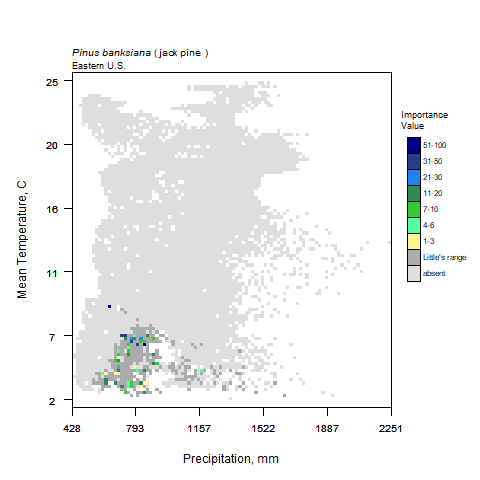 Pinus banksiana ( jack pine )
Eastern U.S.
25
20
16
11
7
2
Mean Temperature, C
428 793 1157 1522 1887 2251
Precipitation, mm
Importance
Value
51-100
31-50
21-30
11-20
7-10
4-6
1-3
Little's range
absent